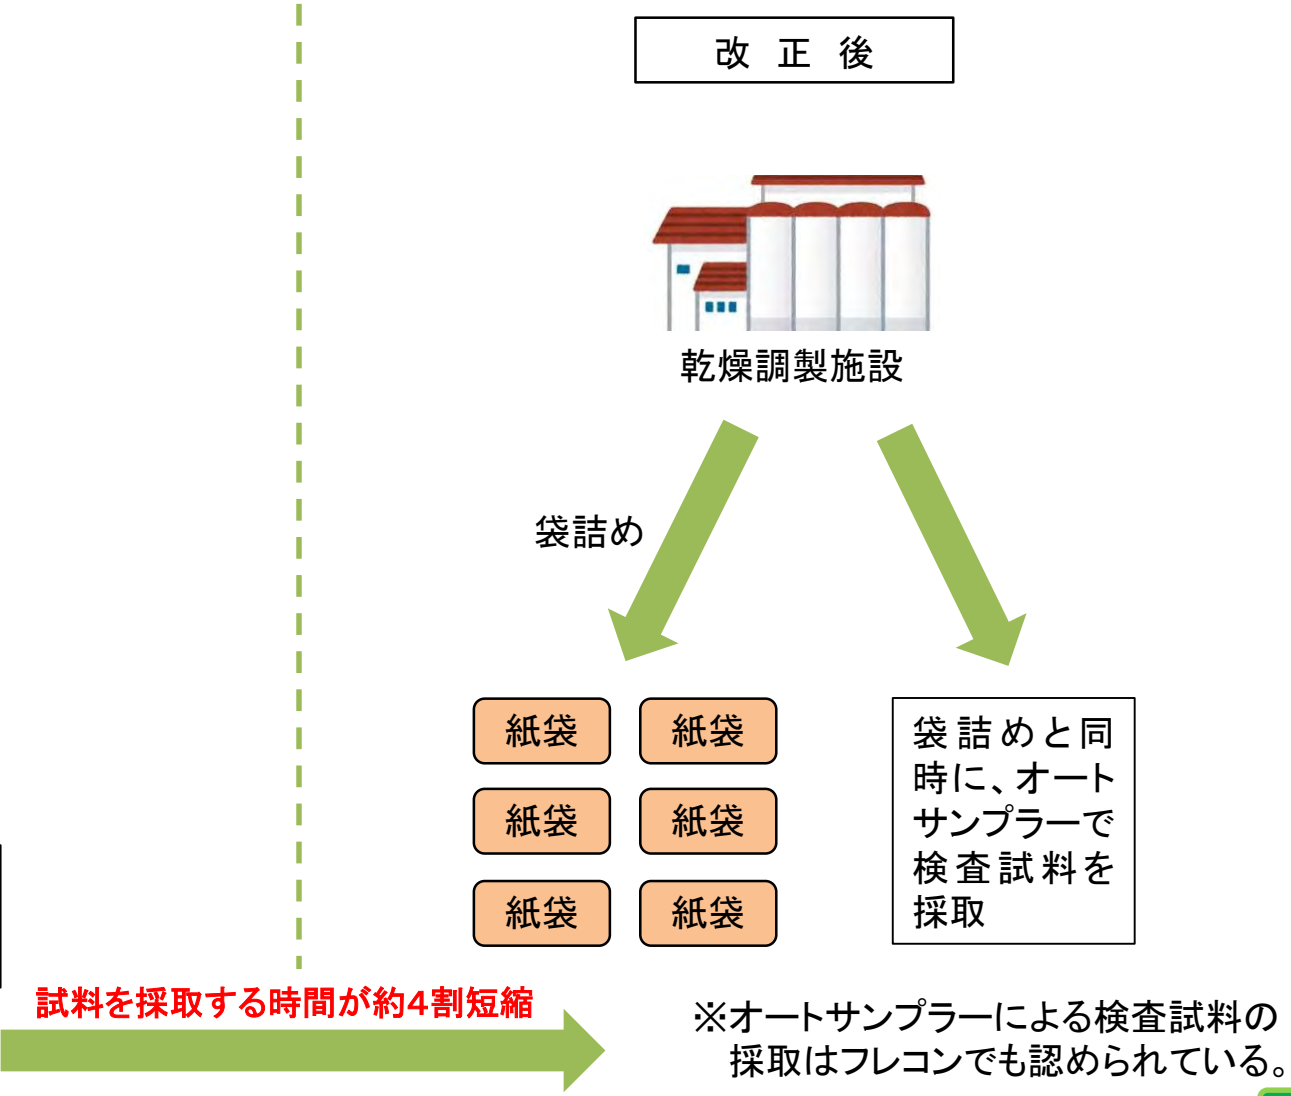 改正後
乾燥調製施設
袋詰め
紙袋 紙袋
紙袋 紙袋
紙袋 紙袋
袋詰めと同
時に、オート
サンプラーで
検査試料を
採取
試料を採取する時間が約4割短縮
※オートサンプラーによる検査試料の
採取はフレコンでも認められている。